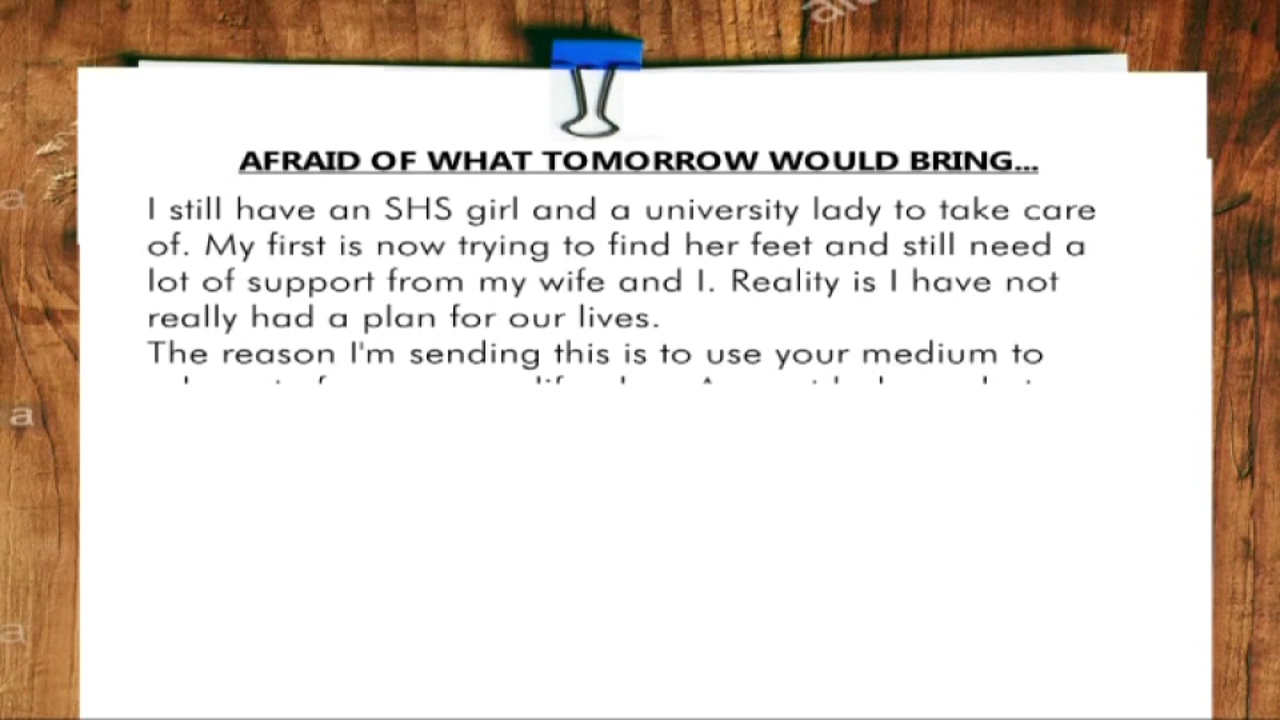 AFRAID OF WHAT TOMORROW WOULD BRING...
I still have an SHS girl and a university lady to take care
of. My first is now trying to find her feet and still need a
lot of support from my wife and I. Reality is I have not
really had a plan for our lives.
The reason I'm sending this is to use your medium to
a
a
a